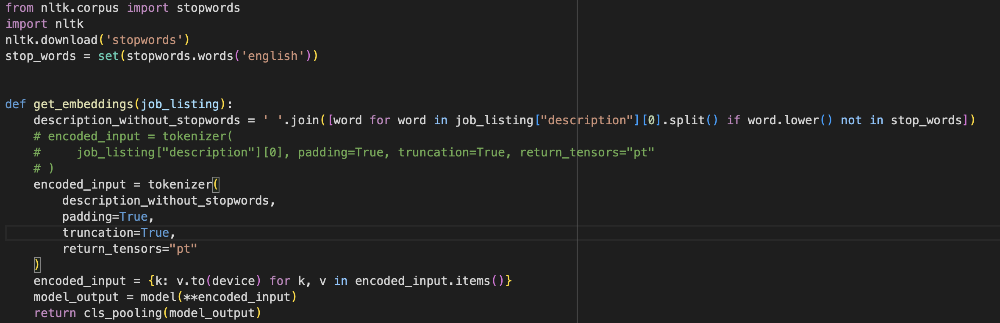 from nltk.corpus import stopwords
import nltk
nltk.download('stopwords')
stop_words = set(stopwords.words('english'))
def get_embeddings(job_listing):
    description_without_stopwords = ' '.join([word for word in job_listing["description"][0].split() if word.lower() not in stop_words])
    # encoded_input = tokenizer(
    #     job_listing["description"][0], padding=True, truncation=True, return_tensors="pt"
    # )
    encoded_input = tokenizer(
        description_without_stopwords,
        padding=True,
        truncation=True,
        return_tensors="pt"
    )
    encoded_input = {k: v.to(device) for k, v in encoded_input.items()}
    model_output = model(**encoded_input)
    return cls_pooling(model_output)